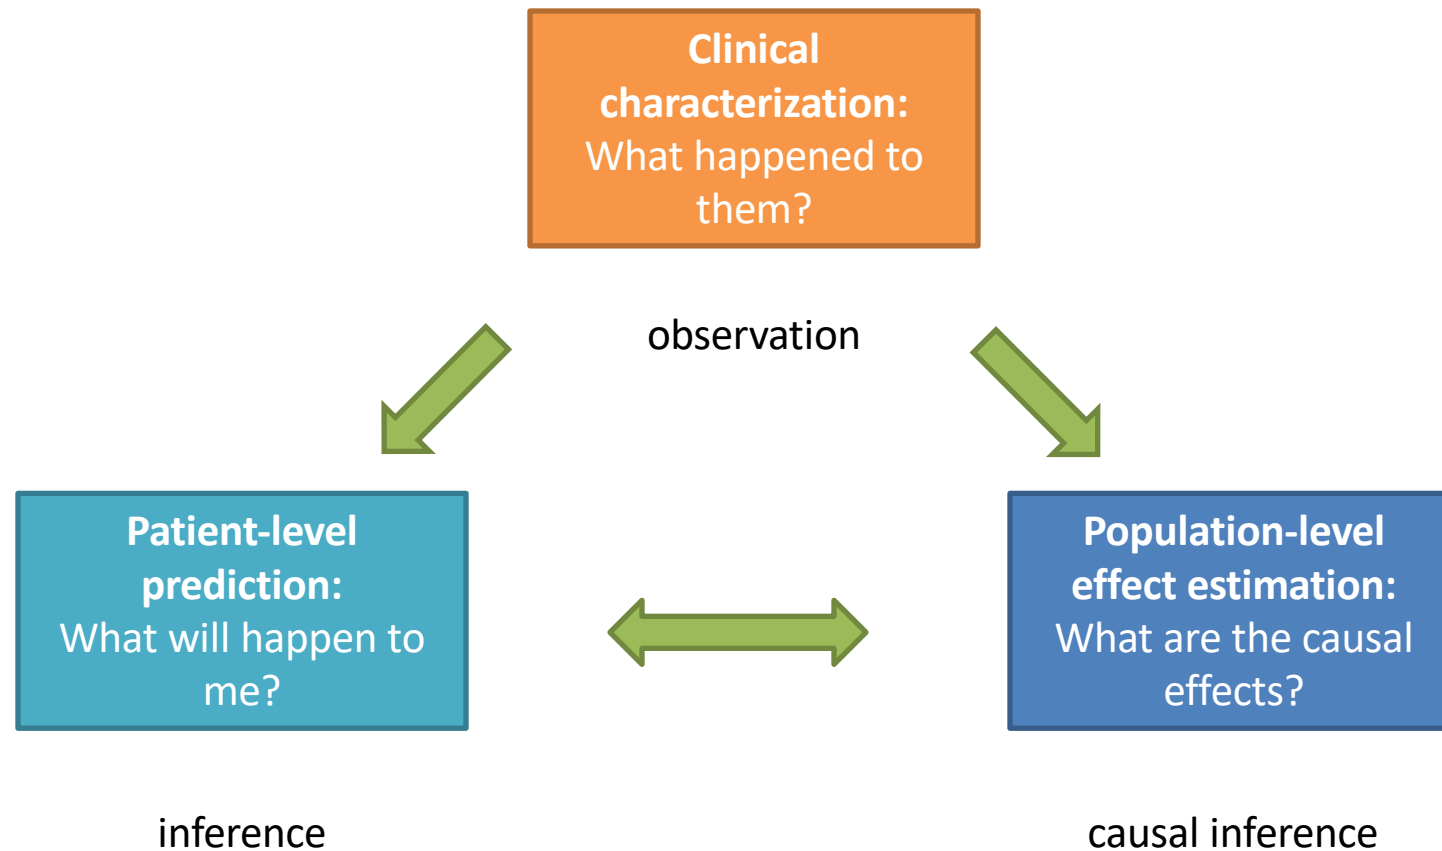 Clinical
characterization:
What happened to
them?
observation
Patient-level
prediction:
What will happen to
me?
Population-level
effect estimation:
What are the causal
effects?
inference
causal inference